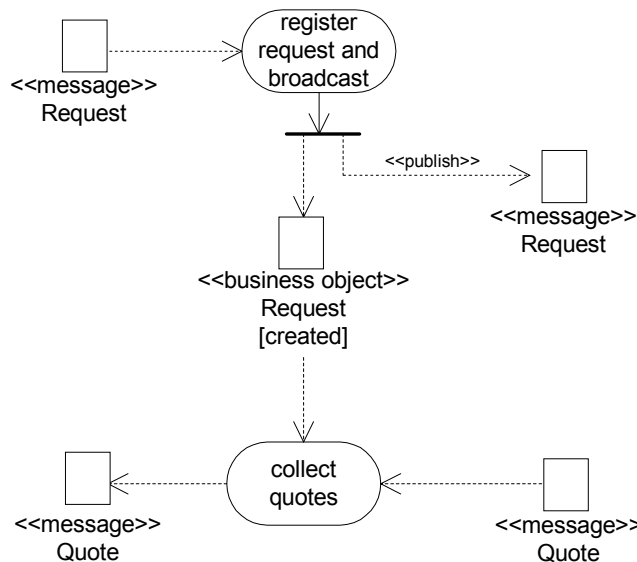 register
request and
broadcast
<<message>>
Request
<<publish>>
<<message>>
Request
<<business object>>
Request
[created]
collect
quotes
<<message>>
Quote
<<message>>
Quote